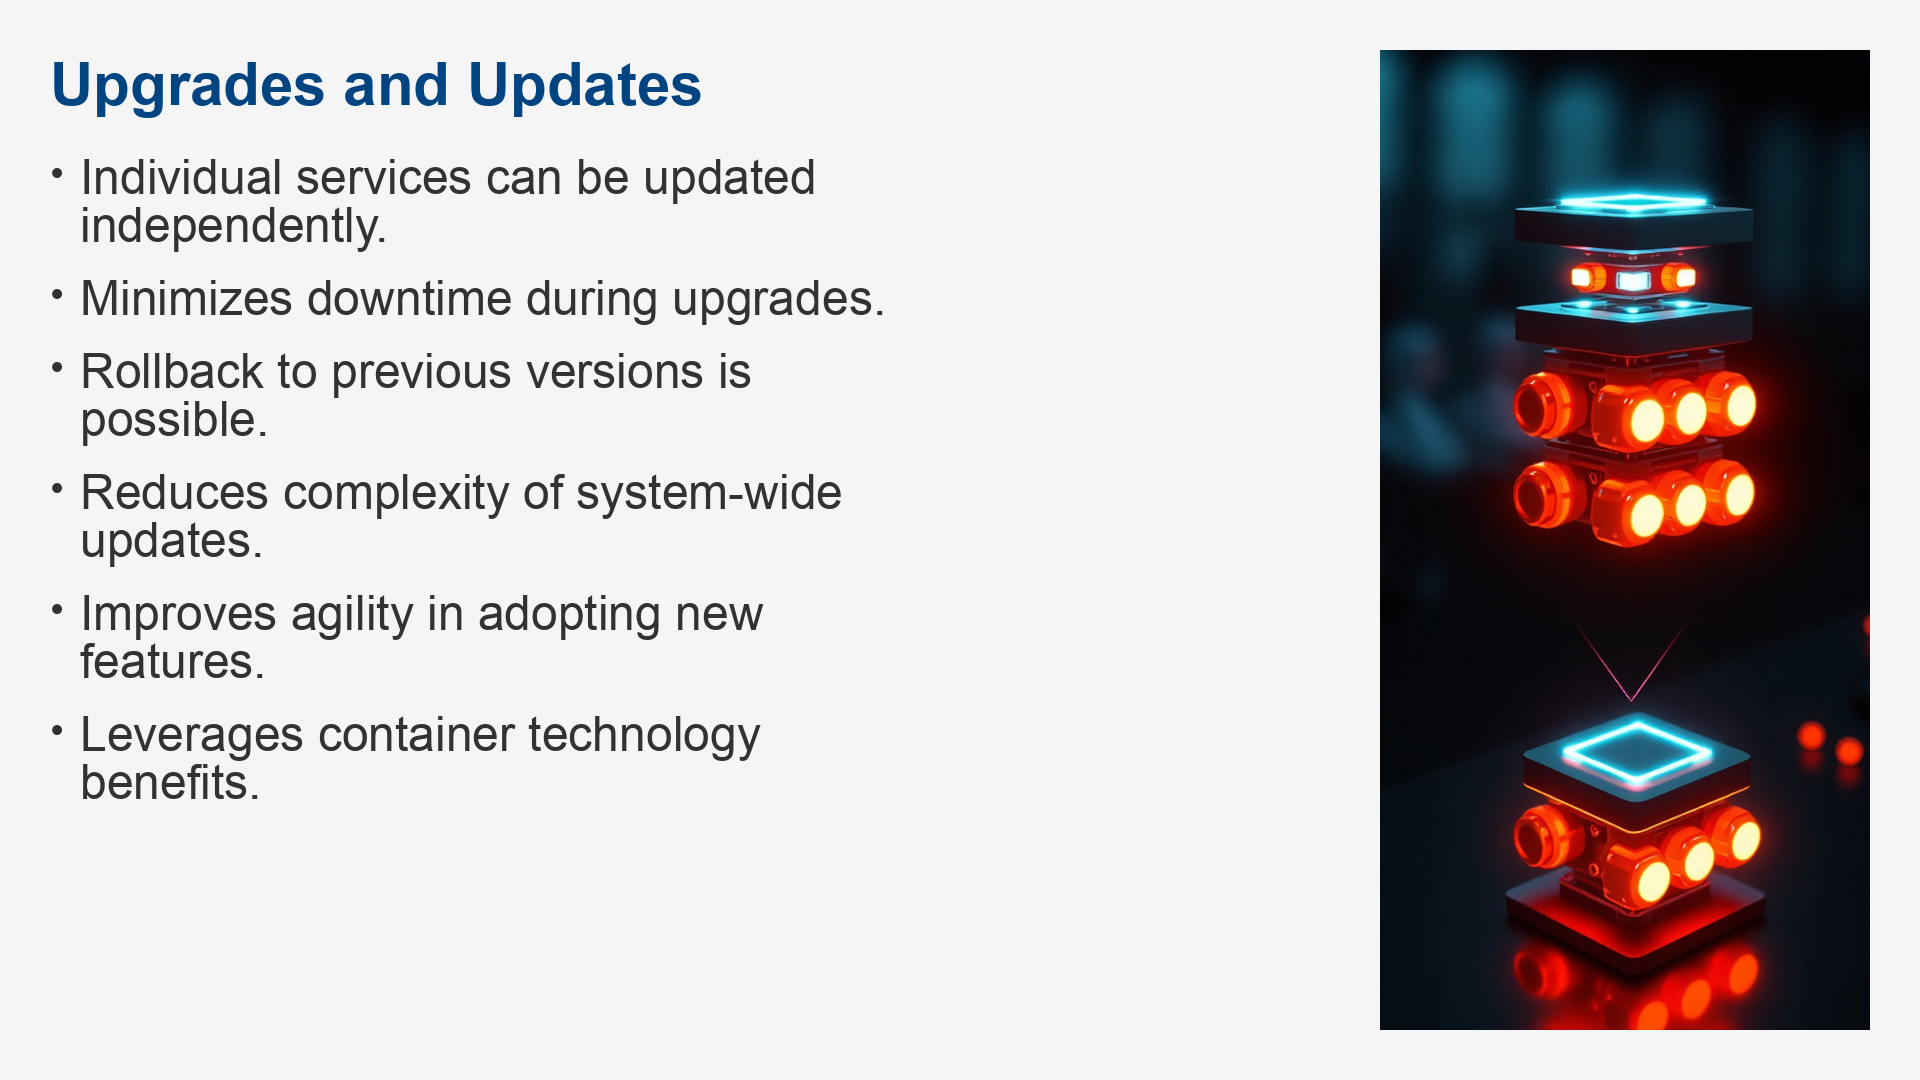 Upgrades and Updates
• Individual services can be updated
independently.
• Minimizes downtime during upgrades.
• Rollback to previous versions is
possible.
• Reduces complexity of system-wide
updates.
• Improves agility in adopting new
features.
• Leverages container technology
benefits.